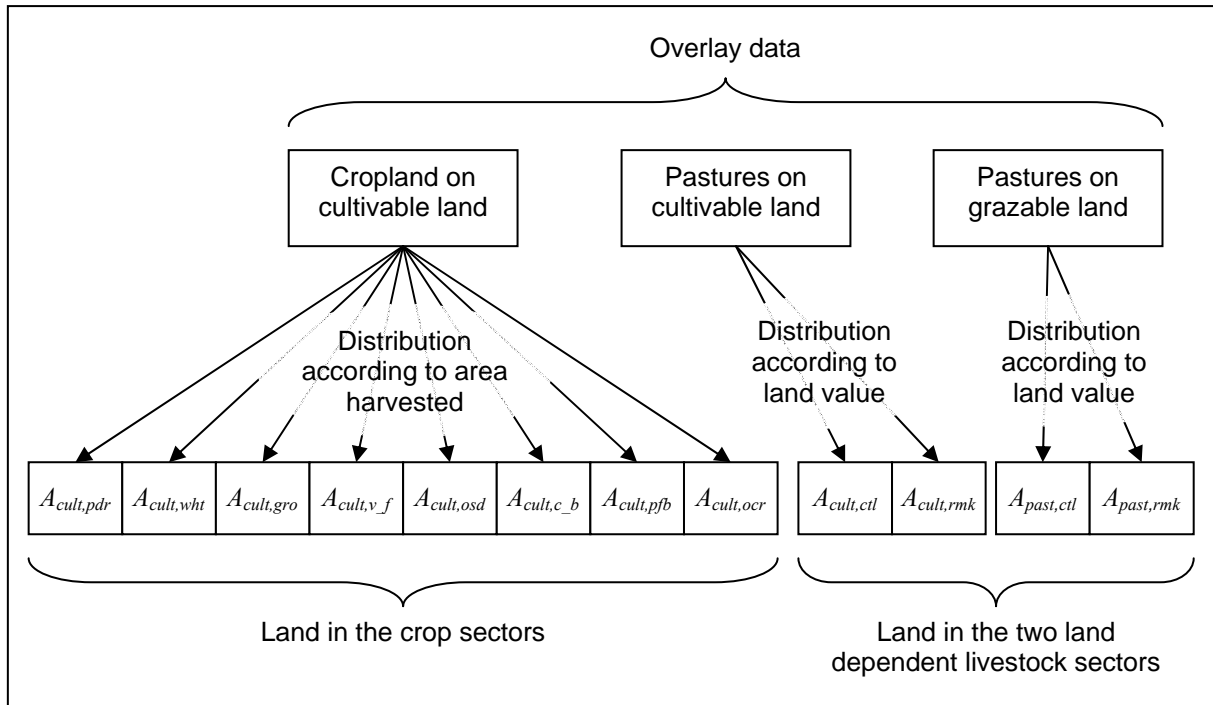 Overlay data
Cropland on
cultivable land
Pastures on
cultivable land
Pastures on
grazable land
Distribution
according to area
harvested
Distribution
according to
land value
Distribution
according to
land value
A_cult,pdr A_cult,wht A_cult,gro A_cult,v_f A_cult,osd A_cult,c_b A_cult,pfb A_cult,ocr A_cult,ctl A_cult,rmk A_past,ctl A_past,rmk
Land in the crop sectors
Land in the two land
dependent livestock sectors